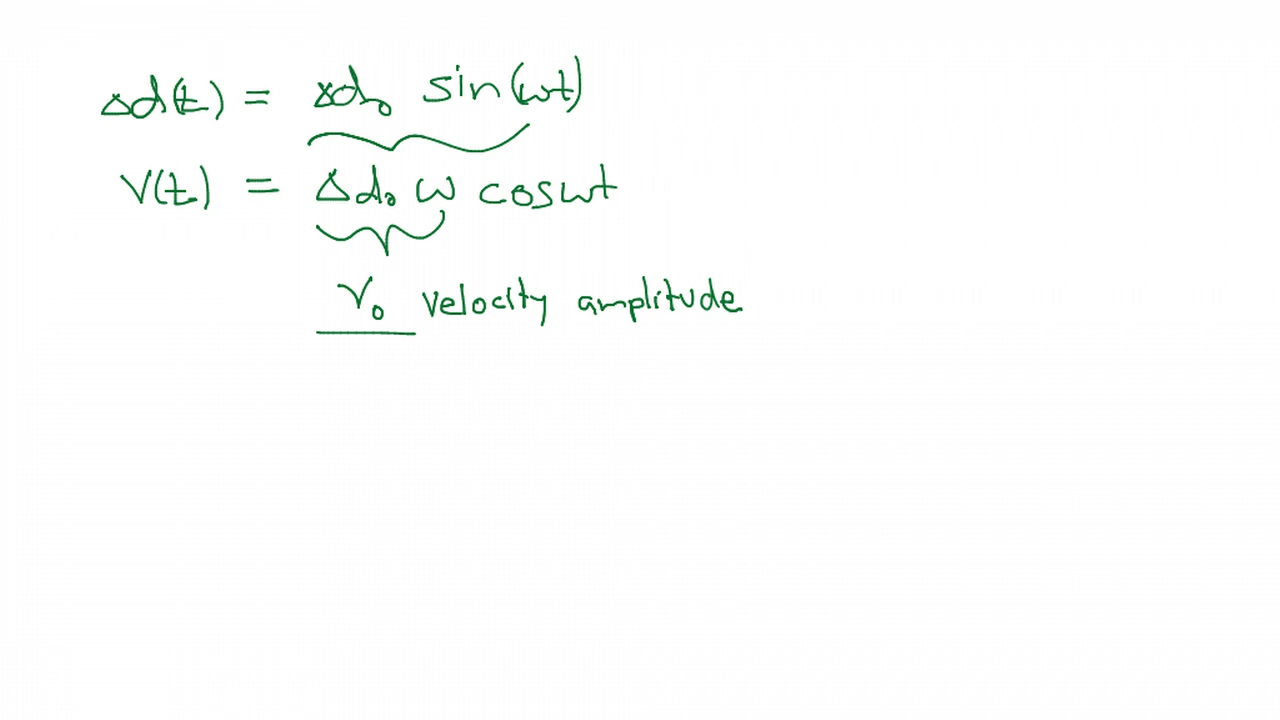 Δd(t) = Δd₀ sin(ωt)
V(t) = Δd₀ ω cosωt
V₀ velocity amplitude